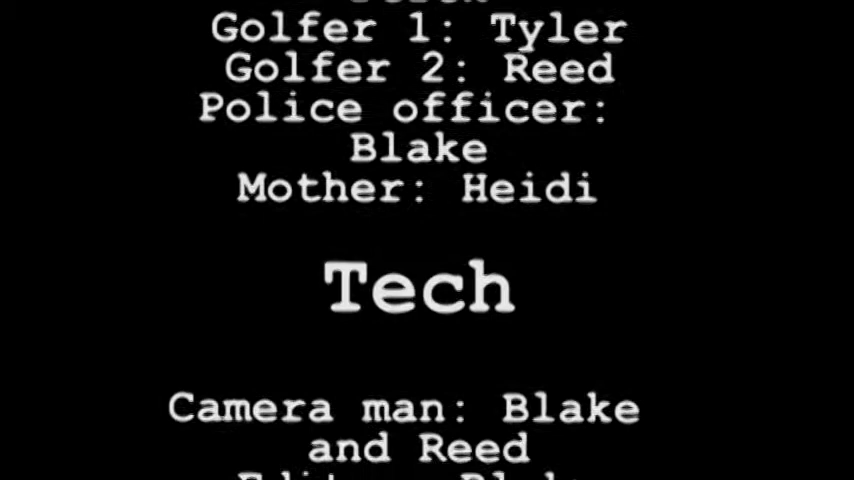 Golfer 1: Tyler
Golfer 2: Reed
Police officer:
Blake
Mother: Heidi
Tech
Camera man: Blake
and Reed